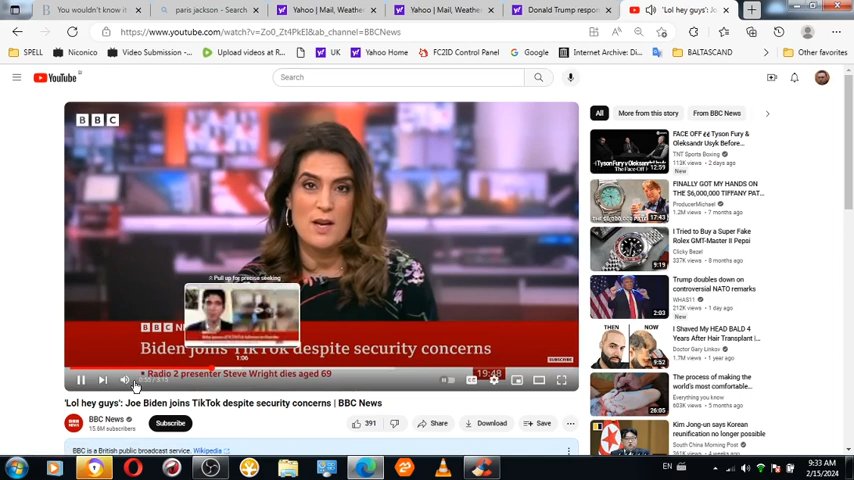 You wouldn't know it
paris jackson - Search
Yahoo | Mail, Weather
Yahoo | Mail, Weather
Donald Trump respon
'Lol hey guys': Jo
https://www.youtube.com/watch?v=Zo0_Zt4PkEI&ab_channel=BBCNews
SPELL
Niconico
Video Submission -...
Upload videos at R...
UK
Yahoo Home
FC2ID Control Panel
Google
Internet Archive: Di...
BALTASCAND
Other favorites
YouTube
Search
BBC
Pull up for precise seeking
1:06
BBC NE
Biden joins TikTok despite security concerns
SUBSCRIBE
Radio 2 presenter Steve Wright dies aged 69
19:48
'Lol hey guys': Joe Biden joins TikTok despite security concerns | BBC News
BBC News
15.6M subscribers
Subscribe
391
Share
Download
Save
BBC is a British public broadcast service. Wikipedia
All
More from this story
From BBC News
FACE OFF 👀 Tyson Fury &
Oleksandr Usyk Before...
TNT Sports Boxing
113K views • 2 days ago
New
12:59
FINALLY GOT MY HANDS ON
THE $6,000,000 TIFFANY PAT...
ProducerMichael
1.2M views • 7 months ago
17:43
I Tried to Buy a Super Fake
Rolex GMT-Master II Pepsi
Clicky Bezel
337K views • 8 months ago
9:19
Trump doubles down on
controversial NATO remarks
WHAS11
212K views • 1 day ago
New
2:03
I Shaved My HEAD BALD 4
Years After Hair Transplant I...
Doctor Gary Linkov
1.7M views • 1 year ago
THEN
NOW
9:52
The process of making the
world's most comfortable...
Everything you know
603K views • 5 months ago
26:05
Kim Jong-un says Korean
reunification no longer possible
South China Morning Post
EN
9:33 AM
2/15/2024